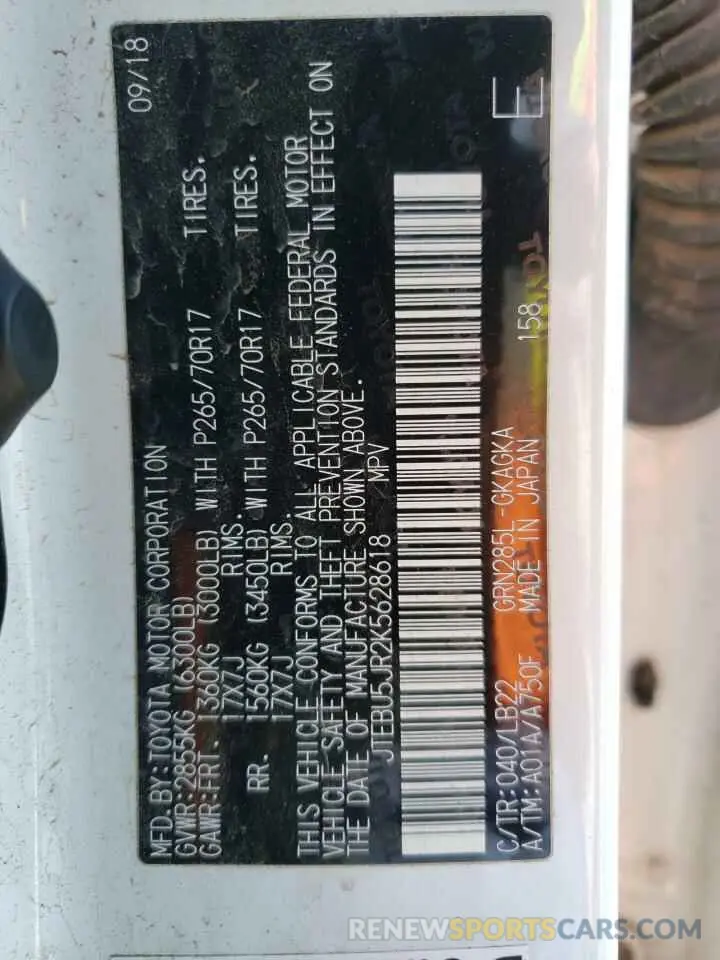 MFD.BY:TOYOTA MOTOR CORPORATION 09/18
GVWR:2855KG (6300LB)
GAWR:FRT. 1360KG (3000LB) WITH P265/70R17 TIRES.
17X7J RIMS.
RR. 1560KG (3450LB) WITH P265/70R17 TIRES.
17X7J RIMS.
THIS VEHICLE CONFORMS TO ALL APPLICABLE FEDERAL MOTOR
VEHICLE SAFETY AND THEFT PREVENTION STANDARDS IN EFFECT ON
THE DATE OF MANUFACTURE SHOWN ABOVE.
JTEBU5JR2K5628618 MPV
C/TR:040/LB22 GRN285L-GKAGKA E
A/TM:A01A/A750F MADE IN JAPAN 158
RENEWSPORTSCARS.COM